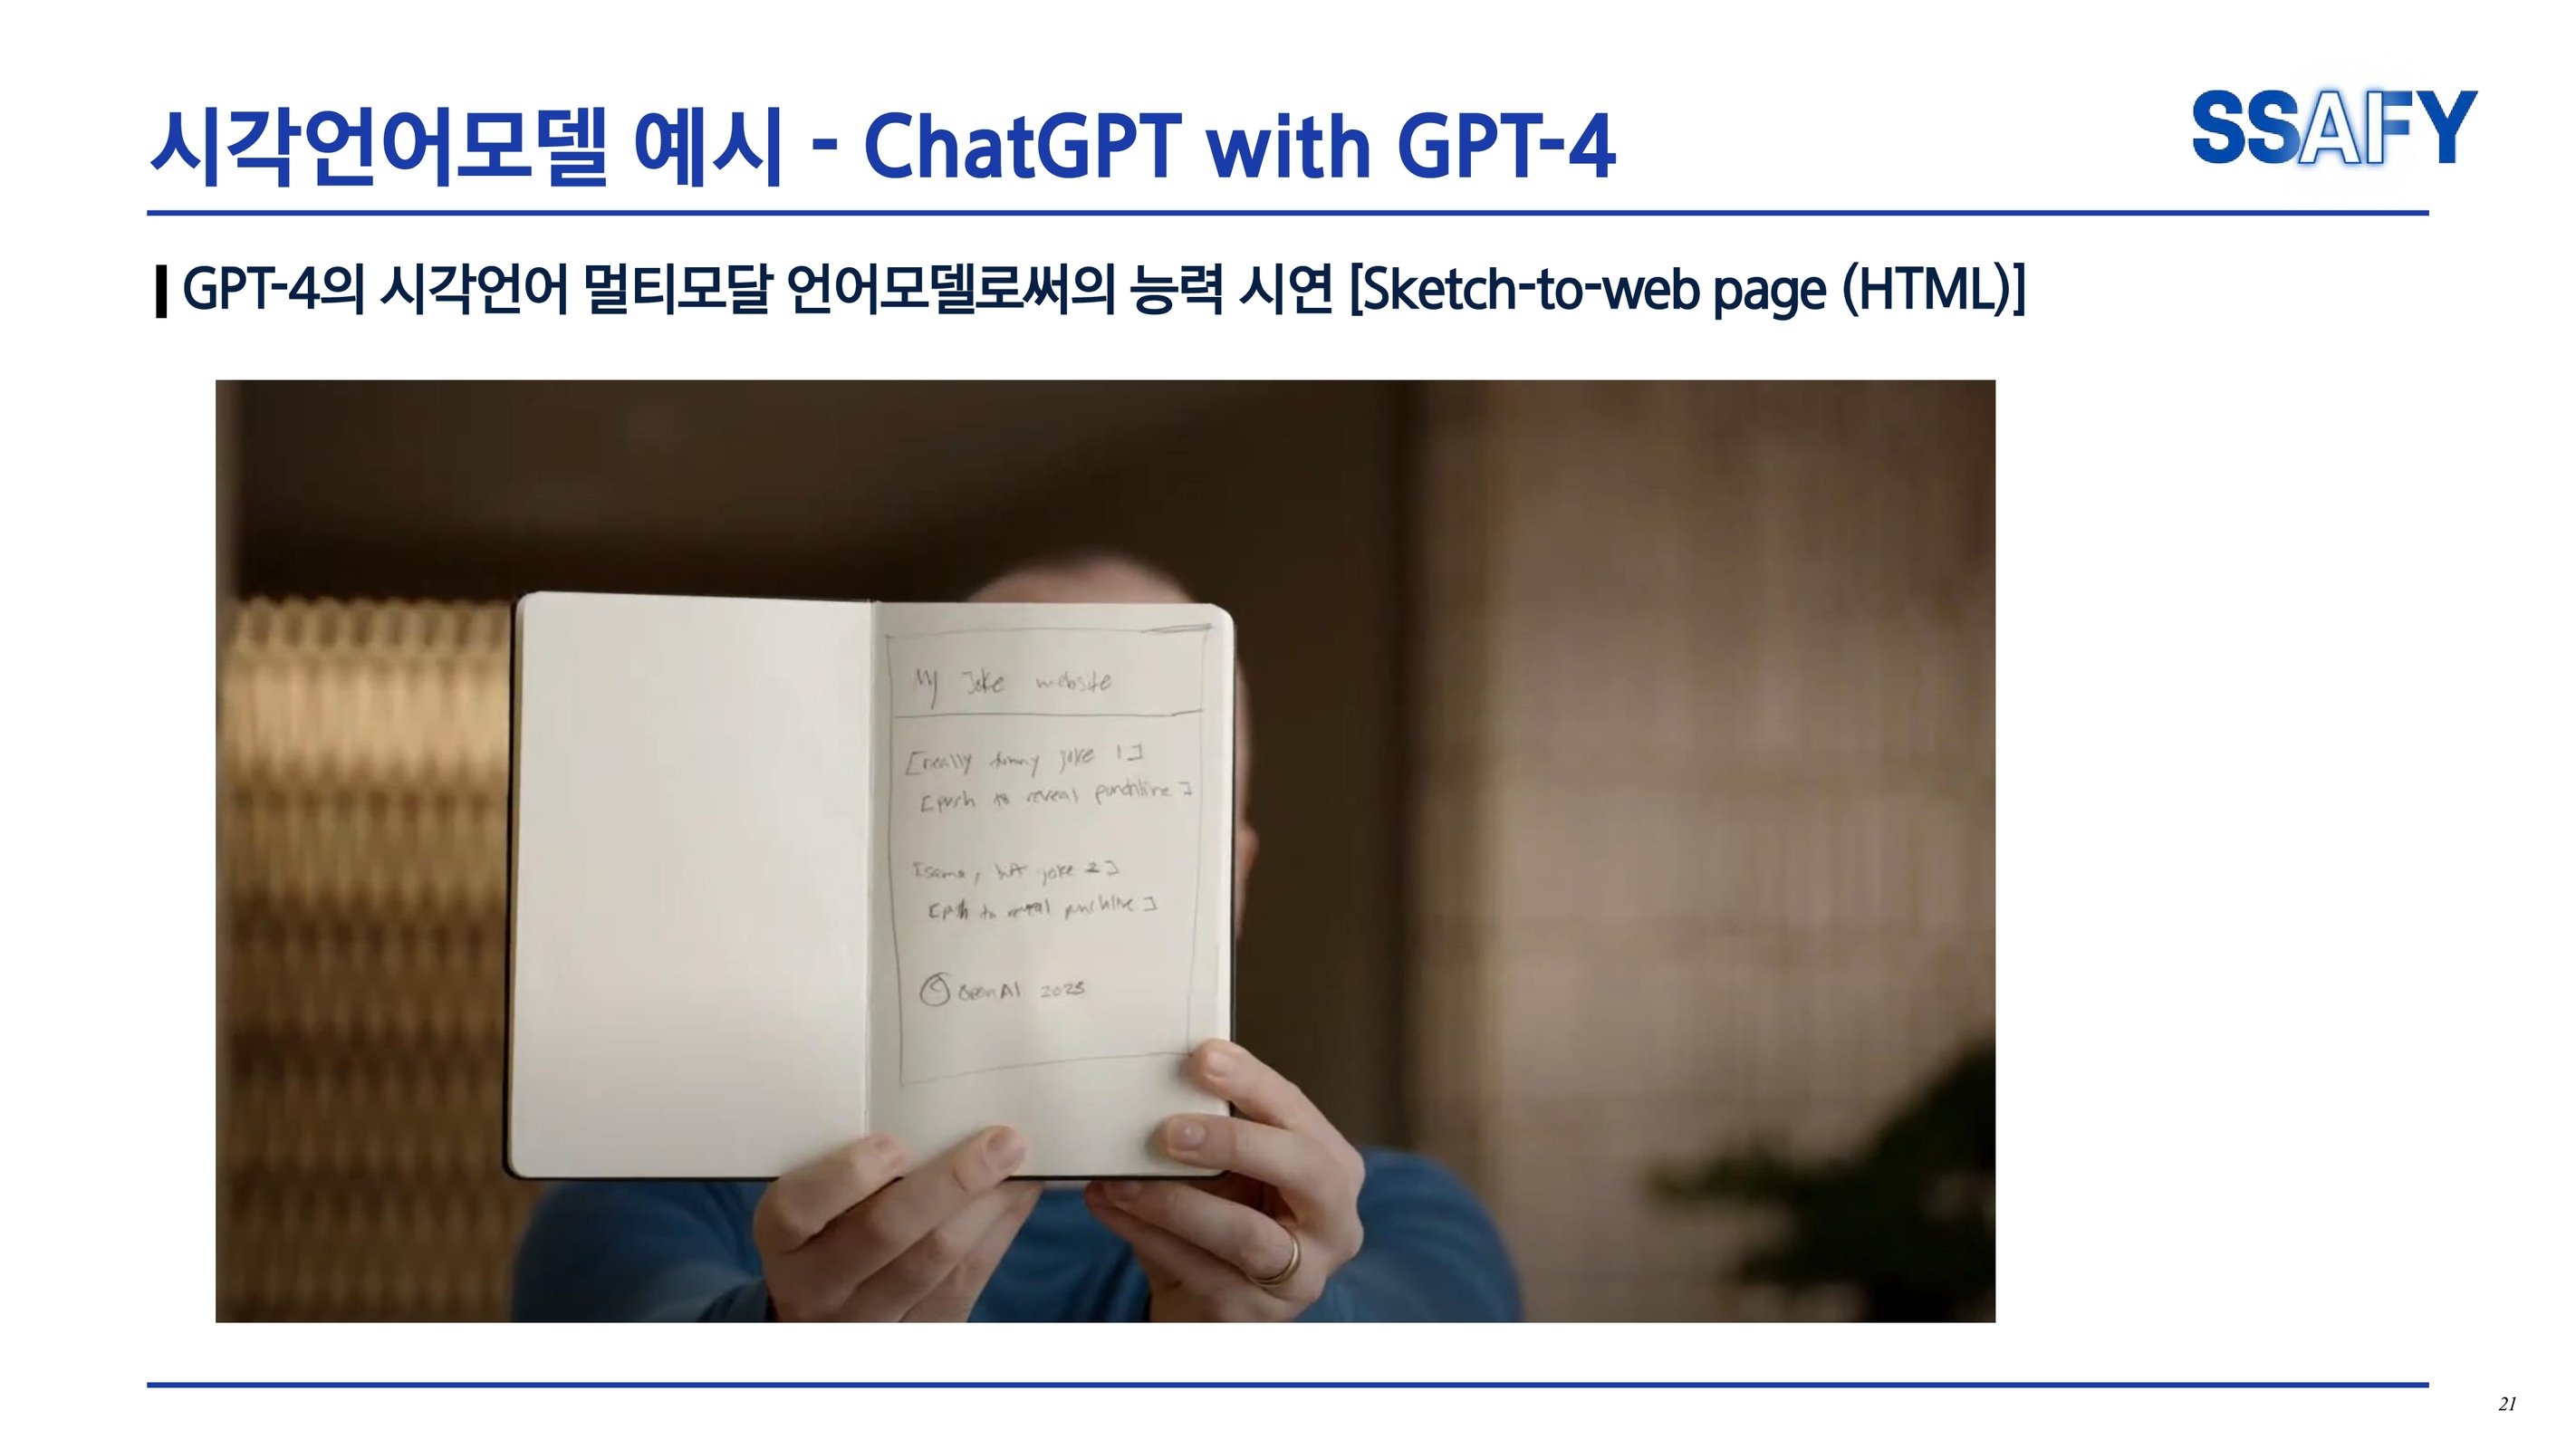 시각언어모델 예시 - ChatGPT with GPT-4
SSAFY
GPT-4의 시각언어 멀티모달 언어모델로써의 능력 시연 [Sketch-to-web page (HTML)]
My Joke website
[really funny joke 1]
[push to reveal punchline]
[same, but joke 2]
[push to reveal punchline]
© OpenAI 2023
21